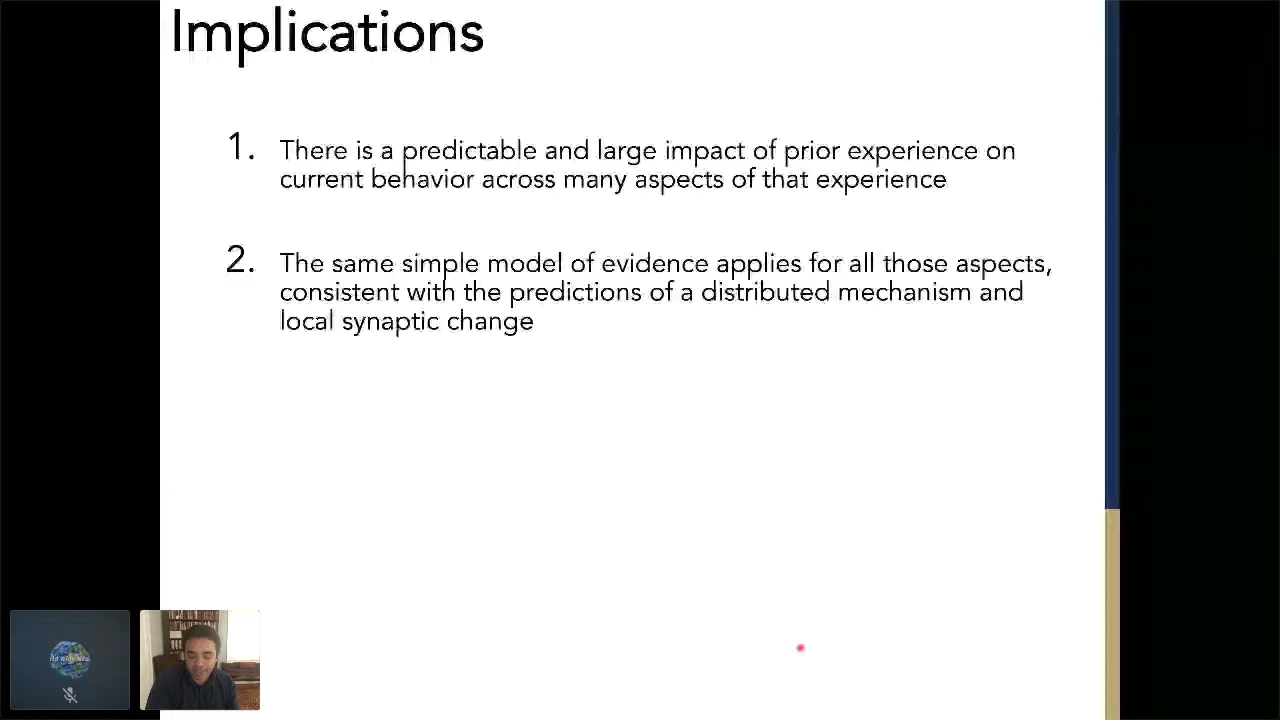 Implications
1. There is a predictable and large impact of prior experience on
current behavior across many aspects of that experience
2. The same simple model of evidence applies for all those aspects,
consistent with the predictions of a distributed mechanism and
local synaptic change